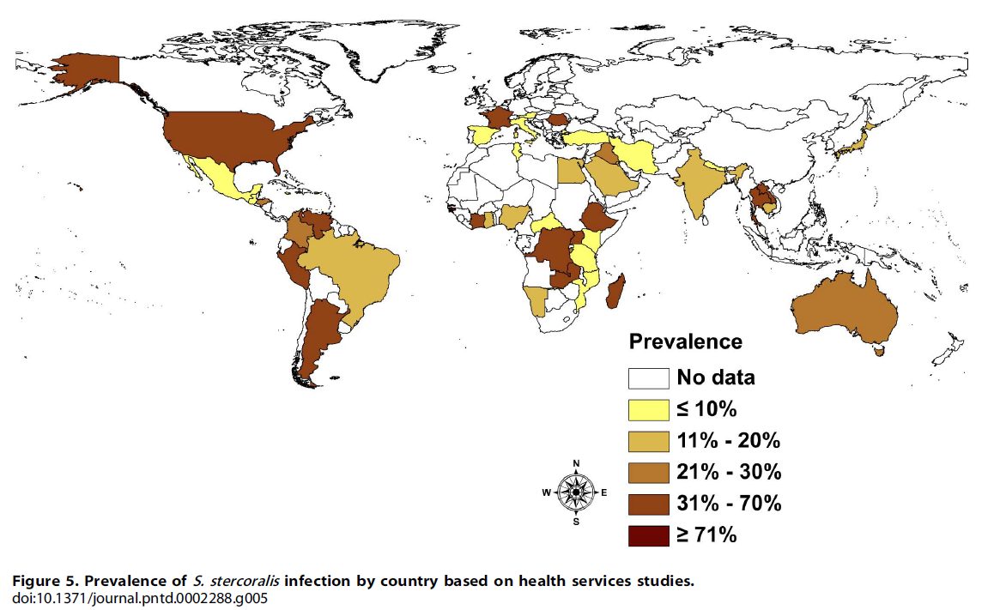 Prevalence
No data
≤ 10%
11% - 20%
21% - 30%
31% - 70%
≥ 71%
N
W E
S
Figure 5. Prevalence of S. stercoralis infection by country based on health services studies.
doi:10.1371/journal.pntd.0002288.g005